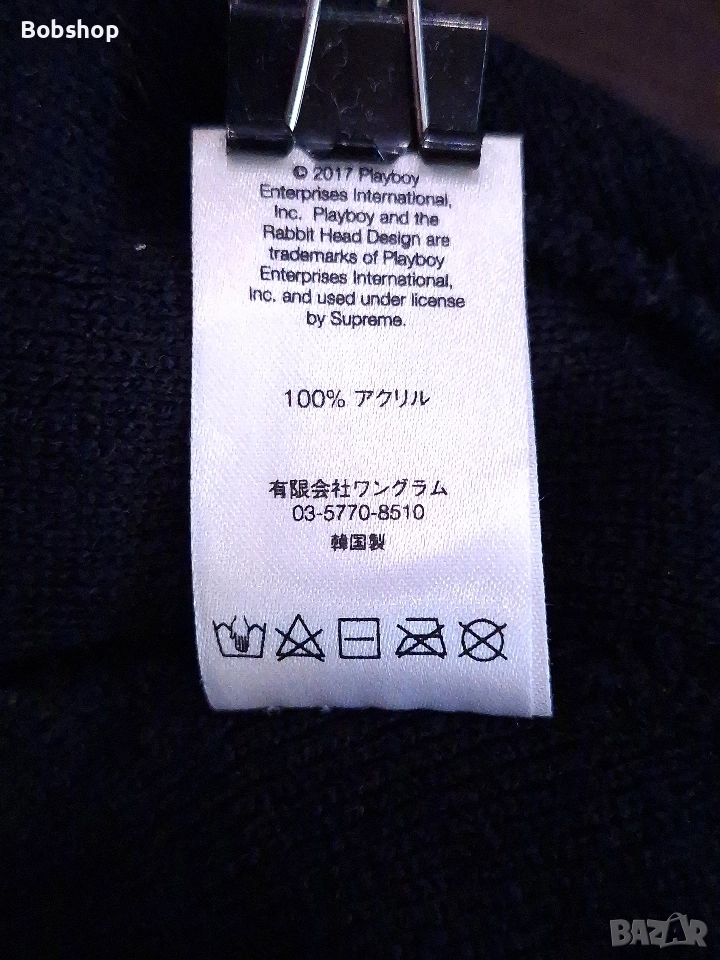 Bobshop
© 2017 Playboy
Enterprises International,
Inc. Playboy and the
Rabbit Head Design are
trademarks of Playboy
Enterprises International,
Inc. and used under license
by Supreme.
100% アクリル
有限会社ワングラム
03-5770-8510
韓国製
BAZAR